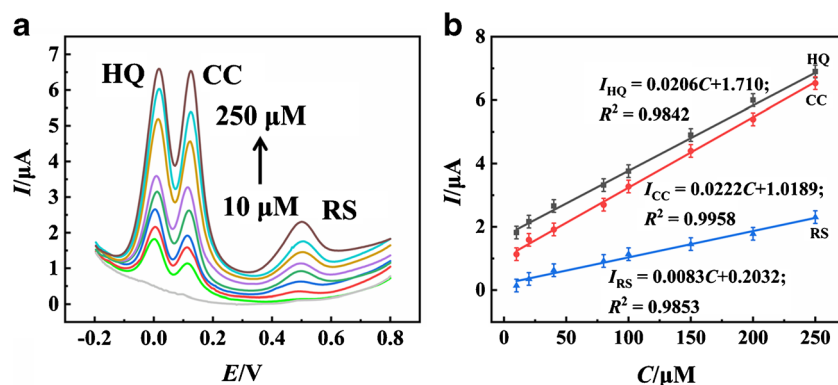 a
I/μA
7
6
5
4
3
2
1
0
HQ CC
250 μM
10 μM
RS
-0.2 0.0 0.2 0.4 0.6 0.8
E/V
b
I/μA
8
6
4
2
0
HQ
CC
I_HQ = 0.0206C+1.710;
R² = 0.9842
I_CC = 0.0222C+1.0189;
R² = 0.9958
RS
I_RS = 0.0083C+0.2032;
R² = 0.9853
0 50 100 150 200 250
C/μM